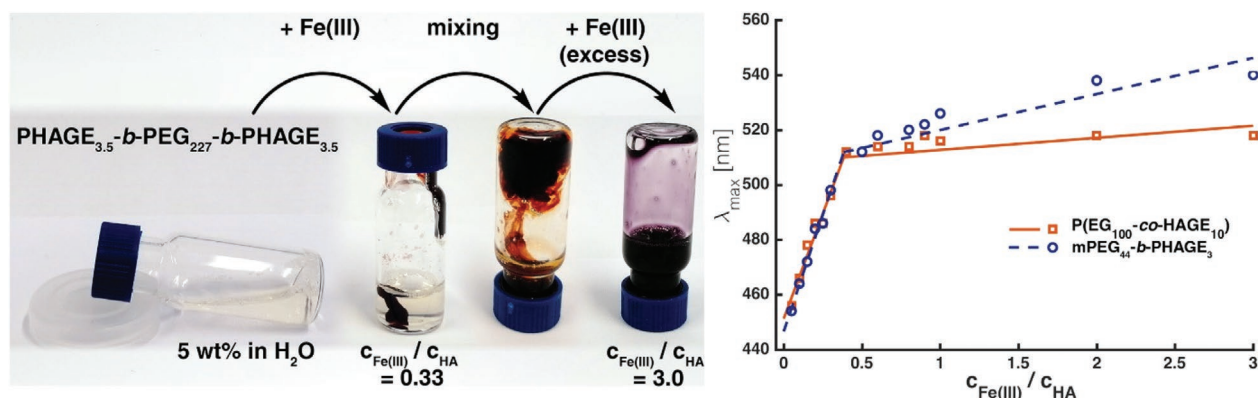 + Fe(III)
mixing
+ Fe(III)
(excess)
PHAGE3.5-b-PEG227-b-PHAGE3.5
5 wt% in H2O
cFe(III) / cHA
= 0.33
cFe(III) / cHA
= 3.0
λmax [nm]
560
540
520
500
480
460
440
P(EG100-co-HAGE10)
mPEG44-b-PHAGE3
0
0.5
1
1.5
2
2.5
3
cFe(III) / cHA